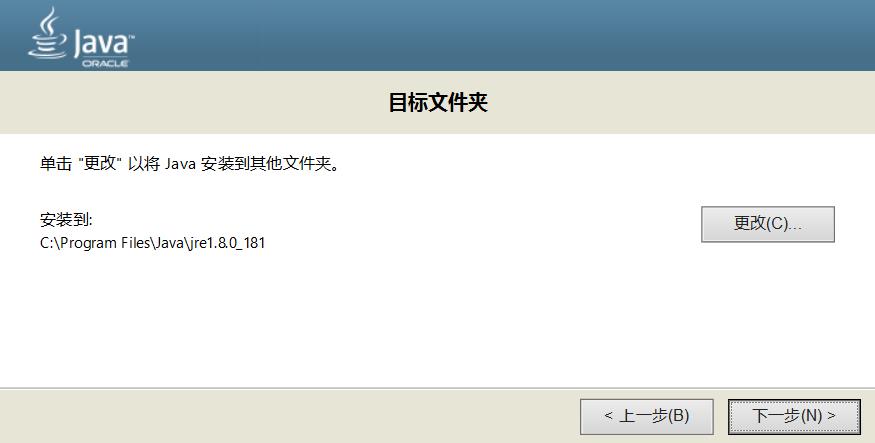 Java™
ORACLE
目标文件夹
单击 "更改" 以将 Java 安装到其他文件夹。
安装到:
C:\Program Files\Java\jre1.8.0_181
更改(C)...
< 上一步(B)
下一步(N) >